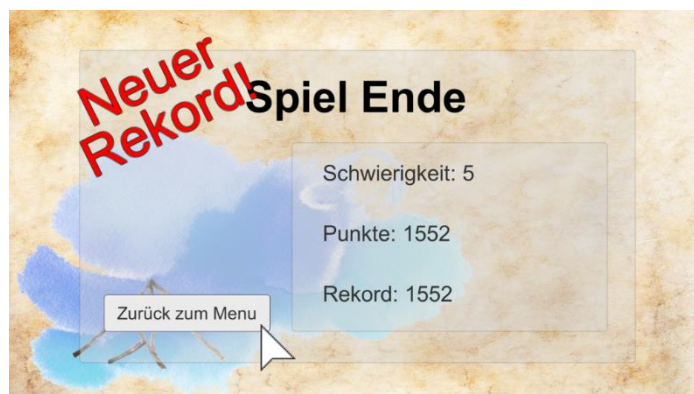 Neuer
Rekord!
Spiel Ende
Schwierigkeit: 5
Punkte: 1552
Rekord: 1552
Zurück zum Menu